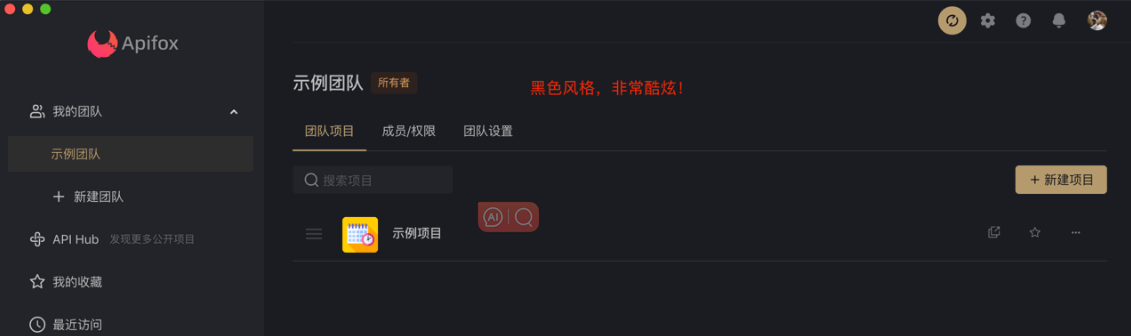 Apifox
我的团队
示例团队
新建团队
API Hub 发现更多公开项目
我的收藏
最近访问
示例团队 所有者
黑色风格，非常酷炫！
团队项目 成员/权限 团队设置
搜索项目
+ 新建项目
AI
示例项目